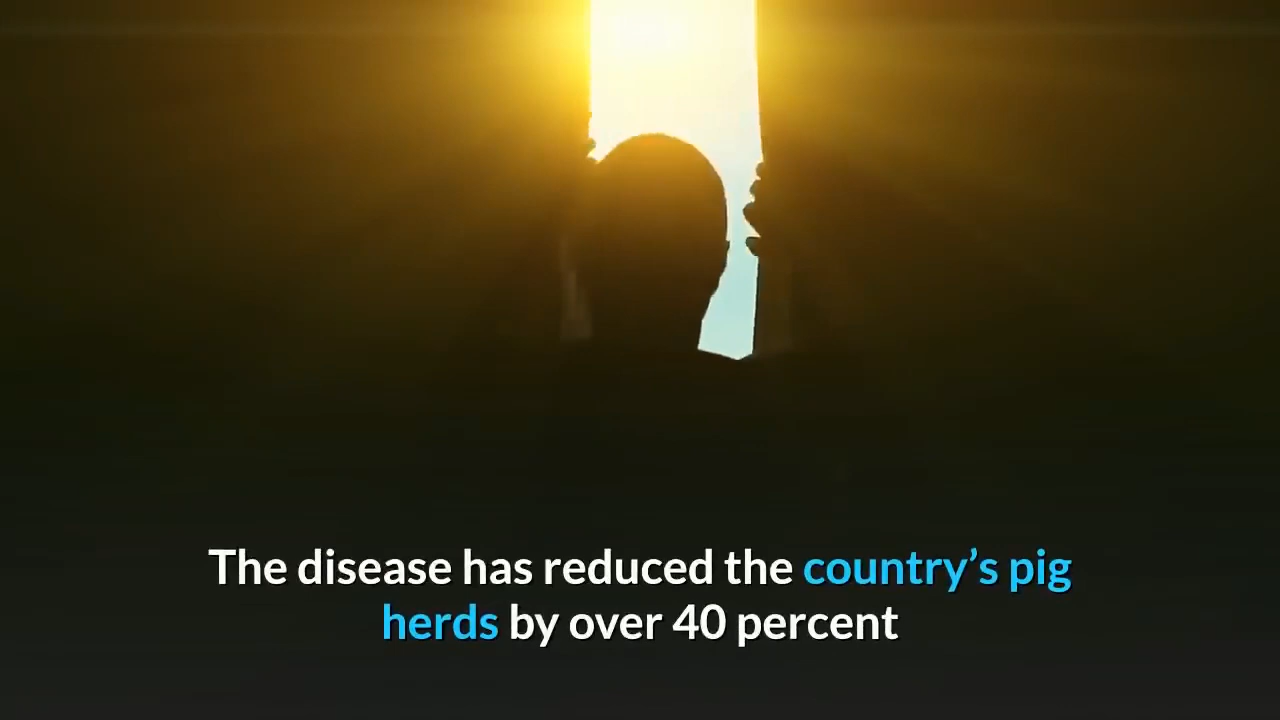 The disease has reduced the country’s pig
herds by over 40 percent